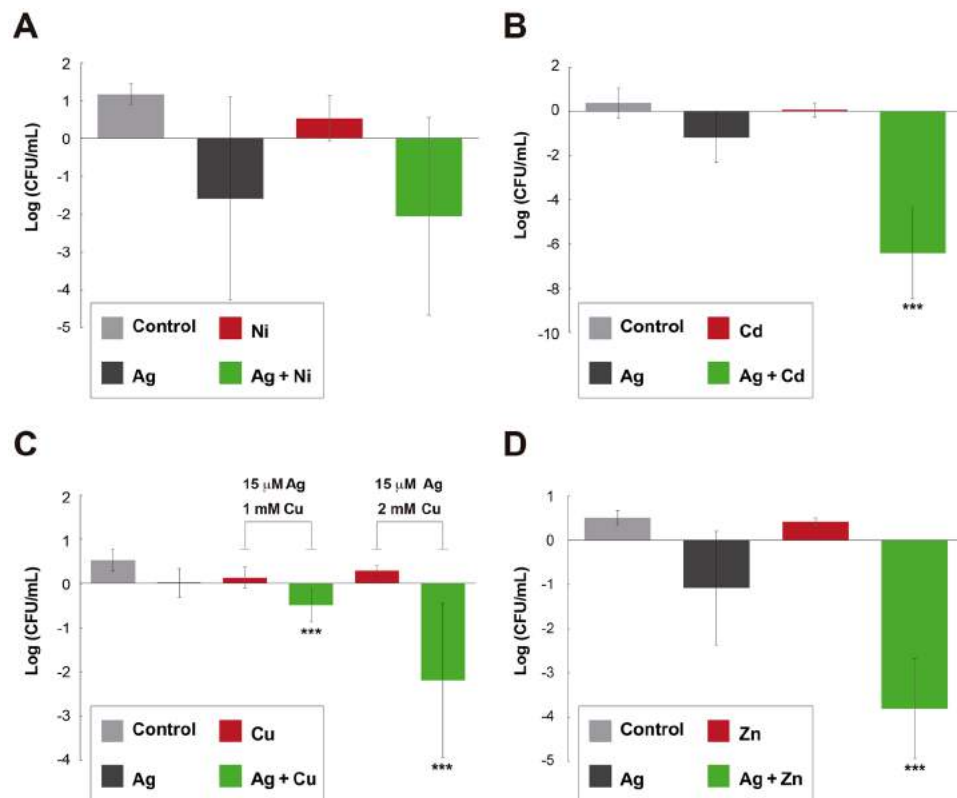 A
2
1
0
-1
-2
-3
-4
-5
Log (CFU/mL)
Control
Ni
Ag
Ag + Ni
B
2
0
-2
-4
-6
-8
-10
Log (CFU/mL)
***
Control
Cd
Ag
Ag + Cd
C
2
1
0
-1
-2
-3
-4
Log (CFU/mL)
15 μM Ag
1 mM Cu
15 μM Ag
2 mM Cu
***
***
Control
Cu
Ag
Ag + Cu
D
1
0
-1
-2
-3
-4
-5
Log (CFU/mL)
***
Control
Zn
Ag
Ag + Zn